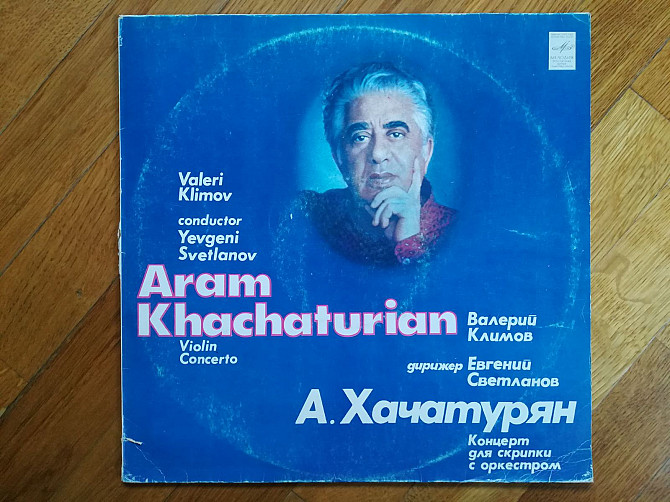 Valeri
Klimov
conductor
Yevgeni
Svetlanov
Aram
Khachaturian
Violin
Concerto
Валерий
Климов
дирижер Евгений
Светланов
А. Хачатурян
Концерт
для скрипки
с оркестром